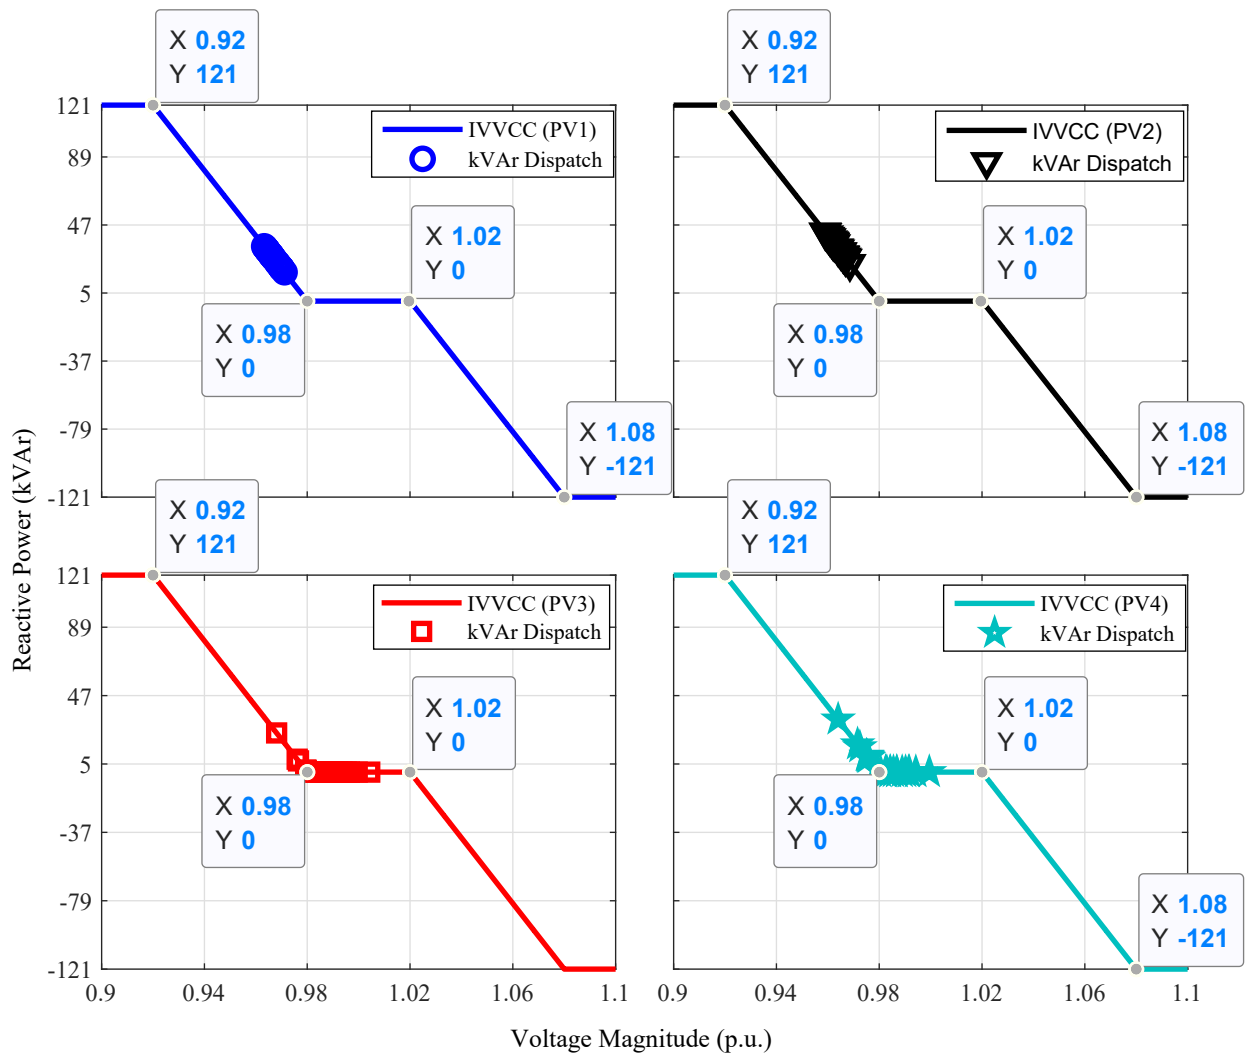 X 0.92
Y 121
X 0.92
Y 121
121
89
47
5
-37
-79
-121
IVVCC (PV1)
kVAr Dispatch
X 1.02
Y 0
X 0.98
Y 0
X 1.08
Y -121
IVVCC (PV2)
kVAr Dispatch
X 1.02
Y 0
X 0.98
Y 0
X 1.08
Y -121
Reactive Power (kVAr)
X 0.92
Y 121
X 0.92
Y 121
121
89
47
5
-37
-79
-121
IVVCC (PV3)
kVAr Dispatch
X 1.02
Y 0
X 0.98
Y 0
IVVCC (PV4)
kVAr Dispatch
X 1.02
Y 0
X 0.98
Y 0
X 1.08
Y -121
0.9 0.94 0.98 1.02 1.06 1.1
0.9 0.94 0.98 1.02 1.06 1.1
Voltage Magnitude (p.u.)